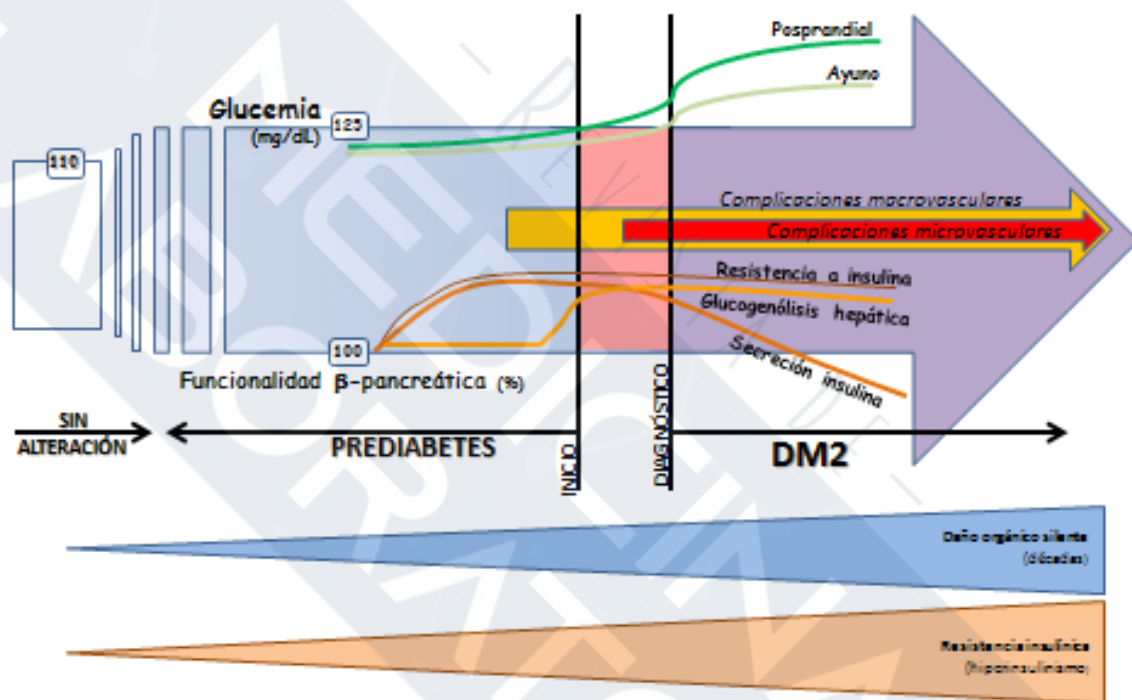 Posprandial
Ayuno
Glucemia
(mg/dL)
125
110
Complicaciones macrovasculares
Complicaciones microvasculares
Resistencia a insulina
Glucogenólisis hepática
Secreción insulina
100
Funcionalidad β-pancreática (%)
SIN
ALTERACIÓN
PREDIABETES
INICIO
DIAGNÓSTICO
DM2
Daño orgánico silente
(décadas)
Resistencia insulínica
(hiperinsulinismo)